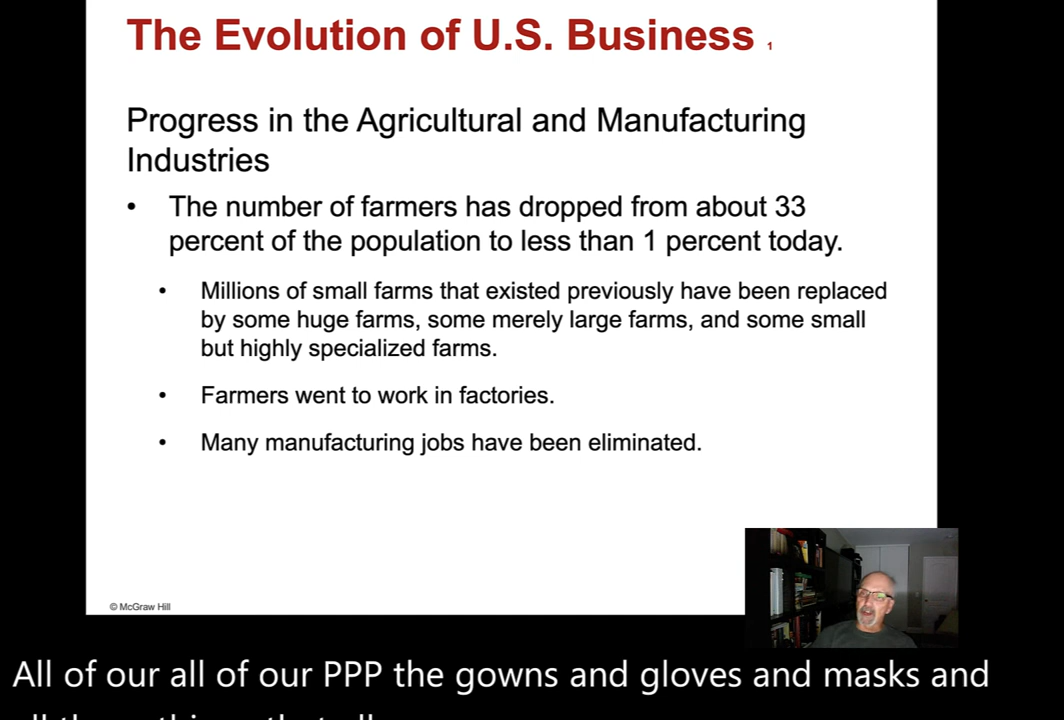 The Evolution of U.S. Business 1
Progress in the Agricultural and Manufacturing
Industries
• The number of farmers has dropped from about 33
percent of the population to less than 1 percent today.
• Millions of small farms that existed previously have been replaced
by some huge farms, some merely large farms, and some small
but highly specialized farms.
• Farmers went to work in factories.
• Many manufacturing jobs have been eliminated.
© McGraw Hill
All of our all of our PPP the gowns and gloves and masks and